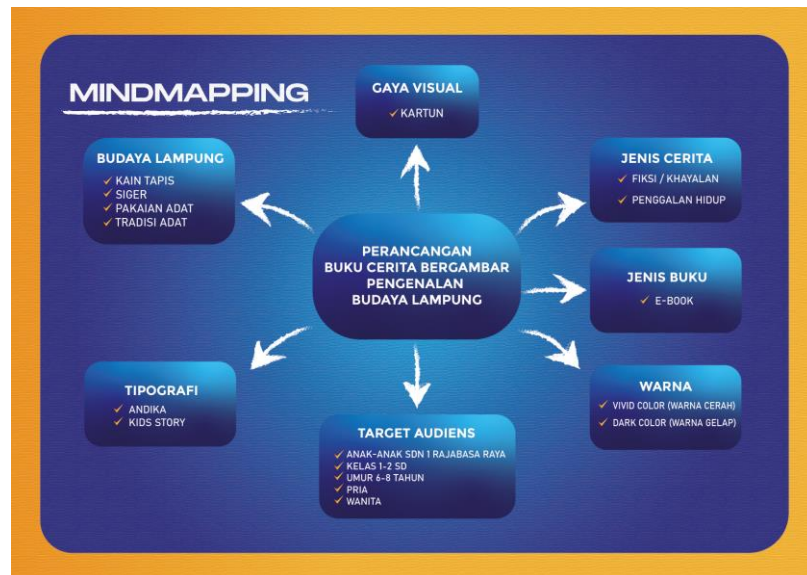 MINDMAPPING
GAYA VISUAL
KARTUN
BUDAYA LAMPUNG
KAIN TAPIS
SIGER
PAKAIAN ADAT
TRADISI ADAT
JENIS CERITA
FIKSI / KHAYALAN
PENGGALAN HIDUP
PERANCANGAN
BUKU CERITA BERGAMBAR
PENGENALAN
BUDAYA LAMPUNG
JENIS BUKU
E-BOOK
TIPOGRAFI
ANDIKA
KIDS STORY
TARGET AUDIENS
ANAK-ANAK SDN 1 RAJABASA RAYA
KELAS 1-2 SD
UMUR 6-8 TAHUN
PRIA
WANITA
WARNA
VIVID COLOR (WARNA CERAH)
DARK COLOR (WARNA GELAP)